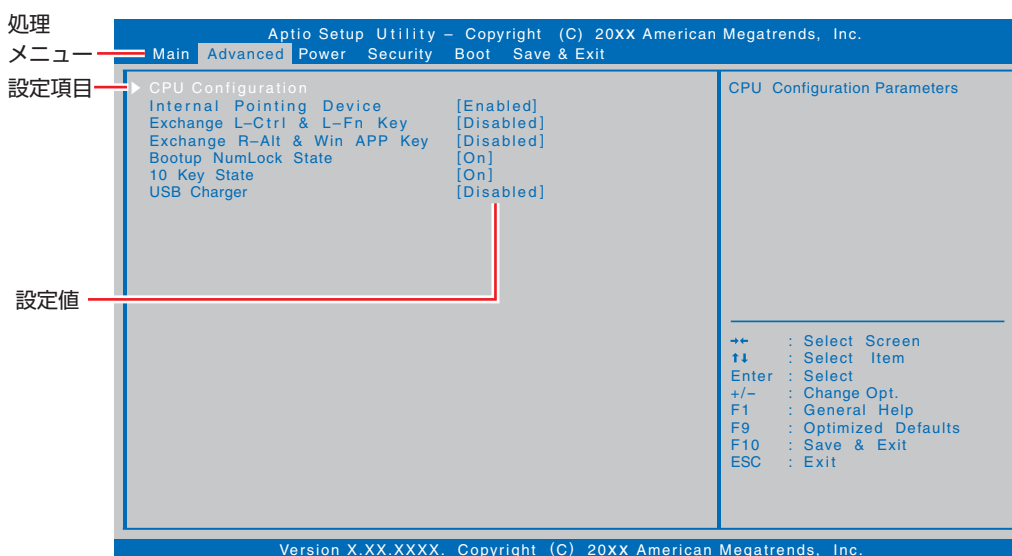 処理
メニュー
設定項目
設定値
Aptio Setup Utility – Copyright (C) 20XX American Megatrends, Inc.
Main Advanced Power Security Boot Save & Exit
▶ CPU Configuration
Internal Pointing Device [Enabled]
Exchange L–Ctrl & L–Fn Key [Disabled]
Exchange R–Alt & Win APP Key [Disabled]
Bootup NumLock State [On]
10 Key State [On]
USB Charger [Disabled]
CPU Configuration Parameters
→← : Select Screen
↑↓ : Select Item
Enter : Select
+/– : Change Opt.
F1 : General Help
F9 : Optimized Defaults
F10 : Save & Exit
ESC : Exit
Version X.XX.XXXX. Copyright (C) 20XX American Megatrends, Inc.